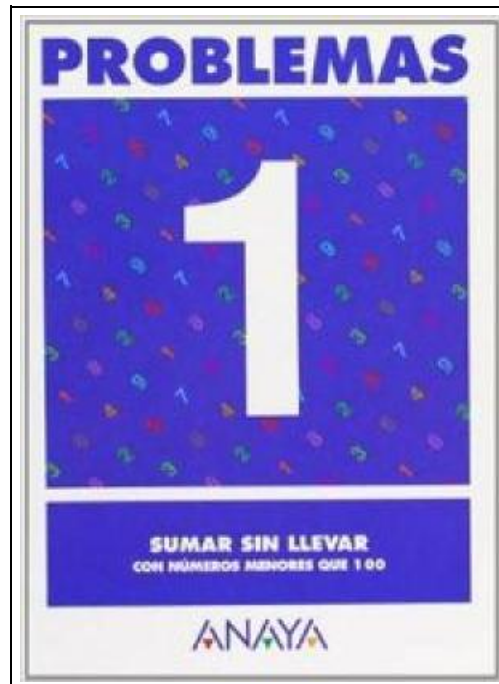 PROBLEMAS
1
SUMAR SIN LLEVAR
CON NÚMEROS MENORES QUE 100
ANAYA